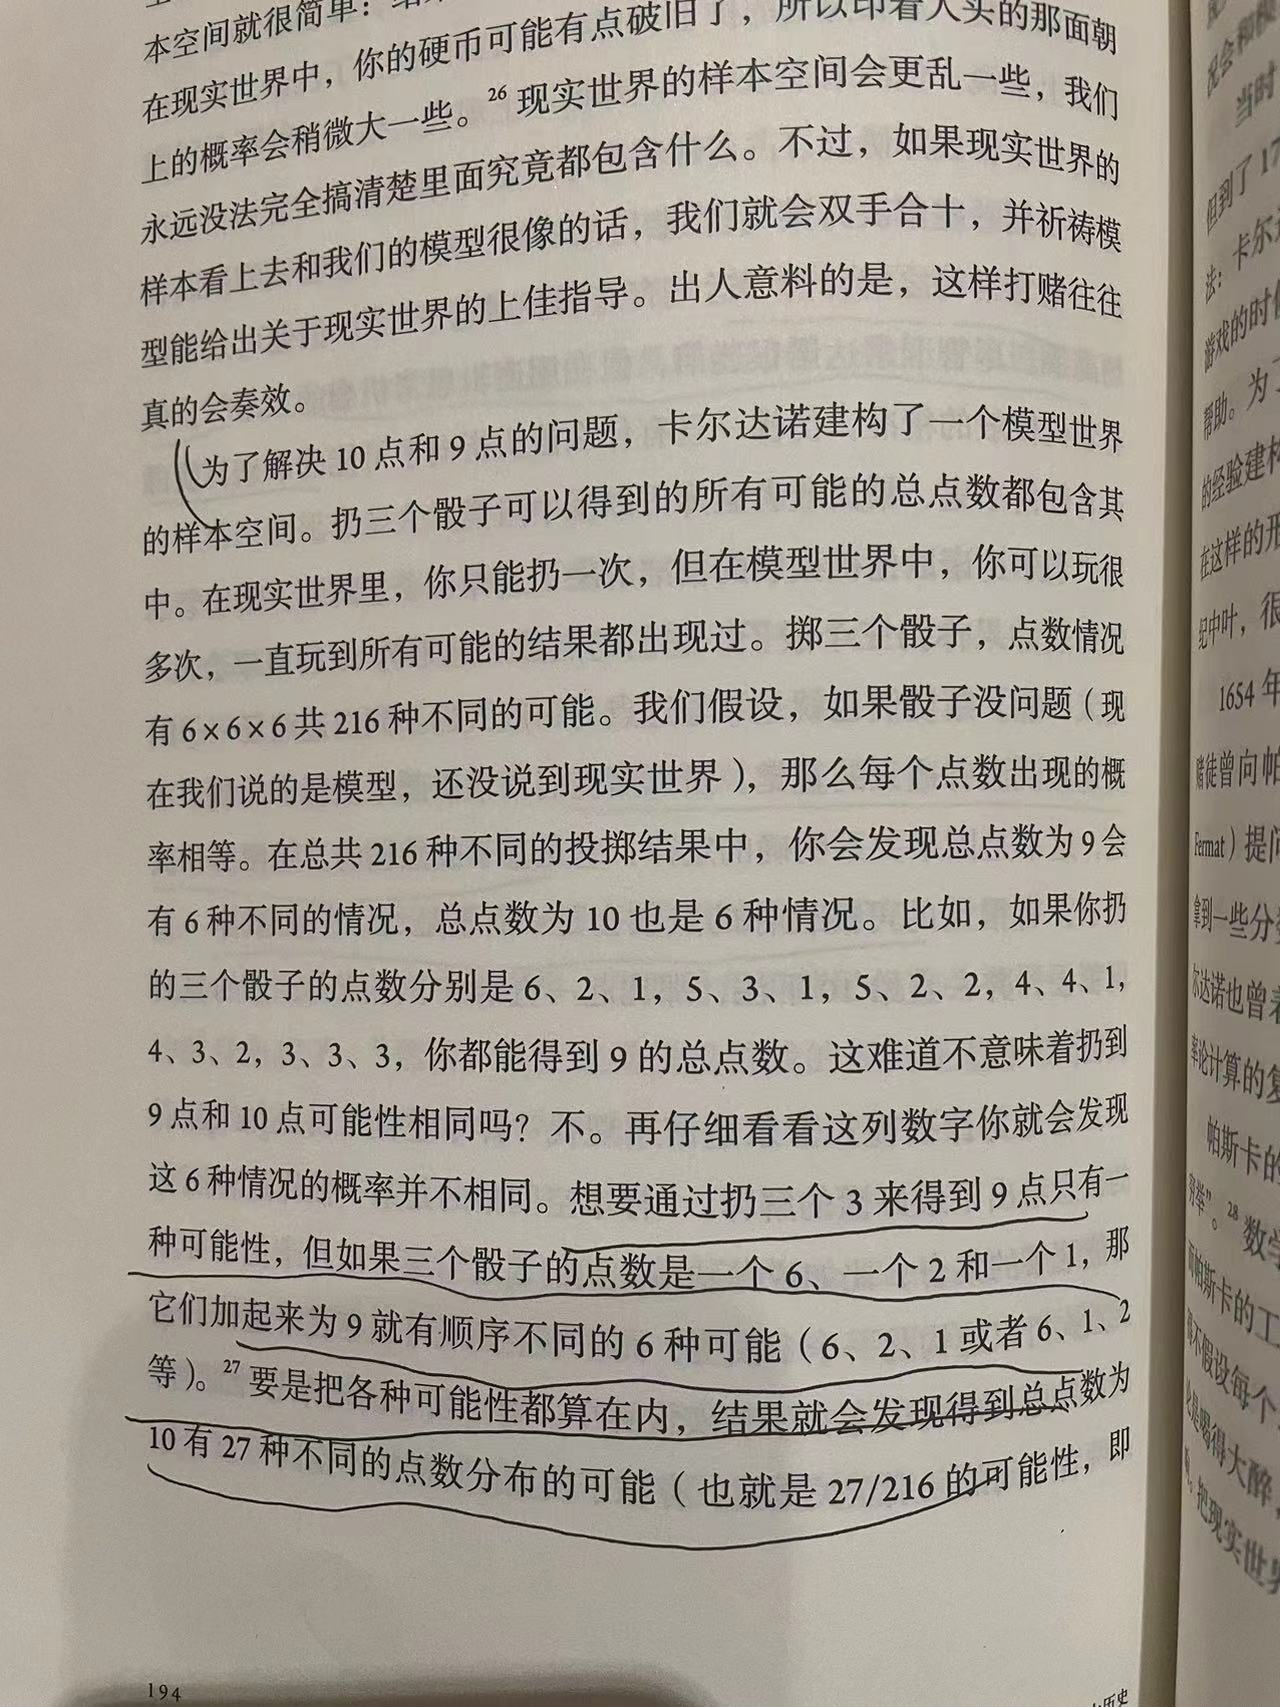 本空间就很简单：结
在现实世界中，你的硬币可能有点破旧了，所以印着人头的那面朝
上的概率会稍微大一些。26 现实世界的样本空间会更乱一些，我们
永远没法完全搞清楚里面究竟都包含什么。不过，如果现实世界的
样本看上去和我们的模型很像的话，我们就会双手合十，并祈祷模
型能给出关于现实世界的上佳指导。出人意料的是，这样打赌往往
真的会奏效。
为了解决 10 点和 9 点的问题，卡尔达诺建构了一个模型世界
的样本空间。扔三个骰子可以得到的所有可能的总点数都包含其
中。在现实世界里，你只能扔一次，但在模型世界中，你可以玩很
多次，一直玩到所有可能的结果都出现过。掷三个骰子，点数情况
有 6×6×6 共 216 种不同的可能。我们假设，如果骰子没问题（现
在我们说的是模型，还没说到现实世界），那么每个点数出现的概
率相等。在总共 216 种不同的投掷结果中，你会发现总点数为 9 会
有 6 种不同的情况，总点数为 10 也是 6 种情况。比如，如果你扔
的三个骰子的点数分别是 6、2、1，5、3、1，5、2、2，4、4、1，
4、3、2，3、3、3，你都能得到 9 的总点数。这难道不意味着扔到
9 点和 10 点可能性相同吗？不。再仔细看看这列数字你就会发现
这 6 种情况的概率并不相同。想要通过扔三个 3 来得到 9 点只有一
种可能性，但如果三个骰子的点数是一个 6、一个 2 和一个 1，那
它们加起来为 9 就有顺序不同的 6 种可能（6、2、1 或者 6、1、2
等）。27 要是把各种可能性都算在内，结果就会发现得到总点数为
10 有 27 种不同的点数分布的可能（也就是 27/216 的可能性，即
194
历史
况会和
当时
但到了 17
卡尔
法：
游戏的时
帮助。为
的经验建构
在这样的形
纪中叶，很
1654 年
赌徒曾向帕
Fermat）提问
拿到一些分
尔达诺也曾
率论计算的复
帕斯卡的
穷举”。28 数学
而帕斯卡的工
不假设每个
是喝得大醉
把现实世界